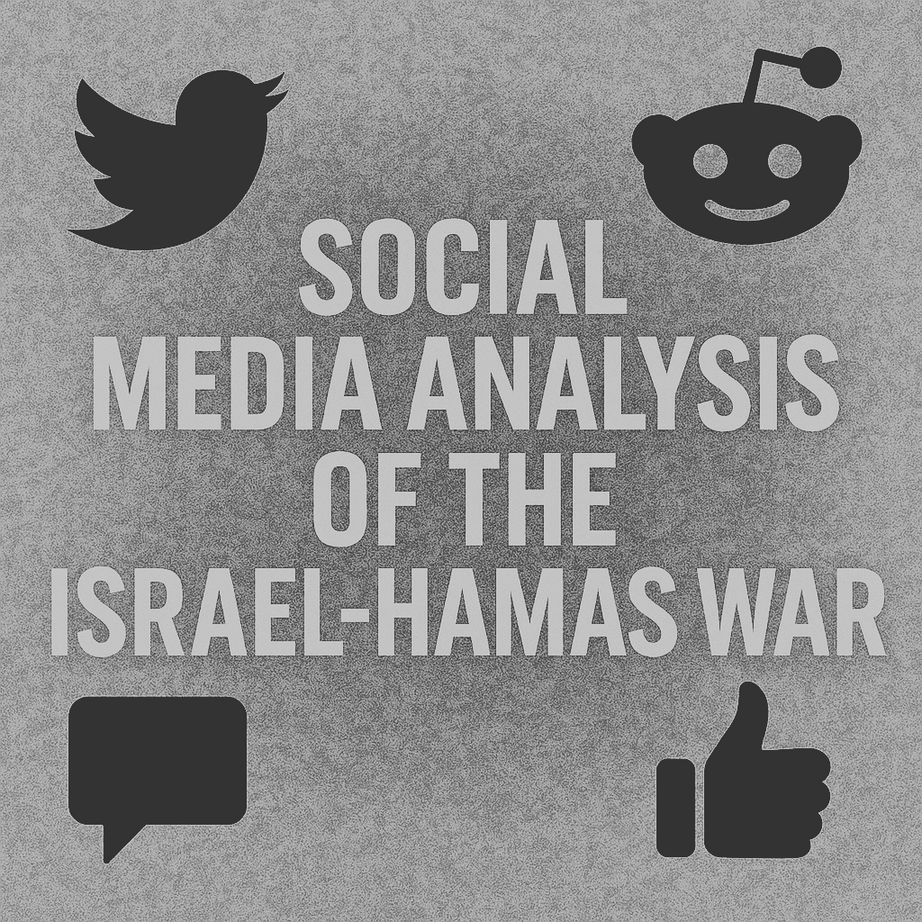 SOCIAL
MEDIA ANALYSIS
OF THE
ISRAEL-HAMAS WAR